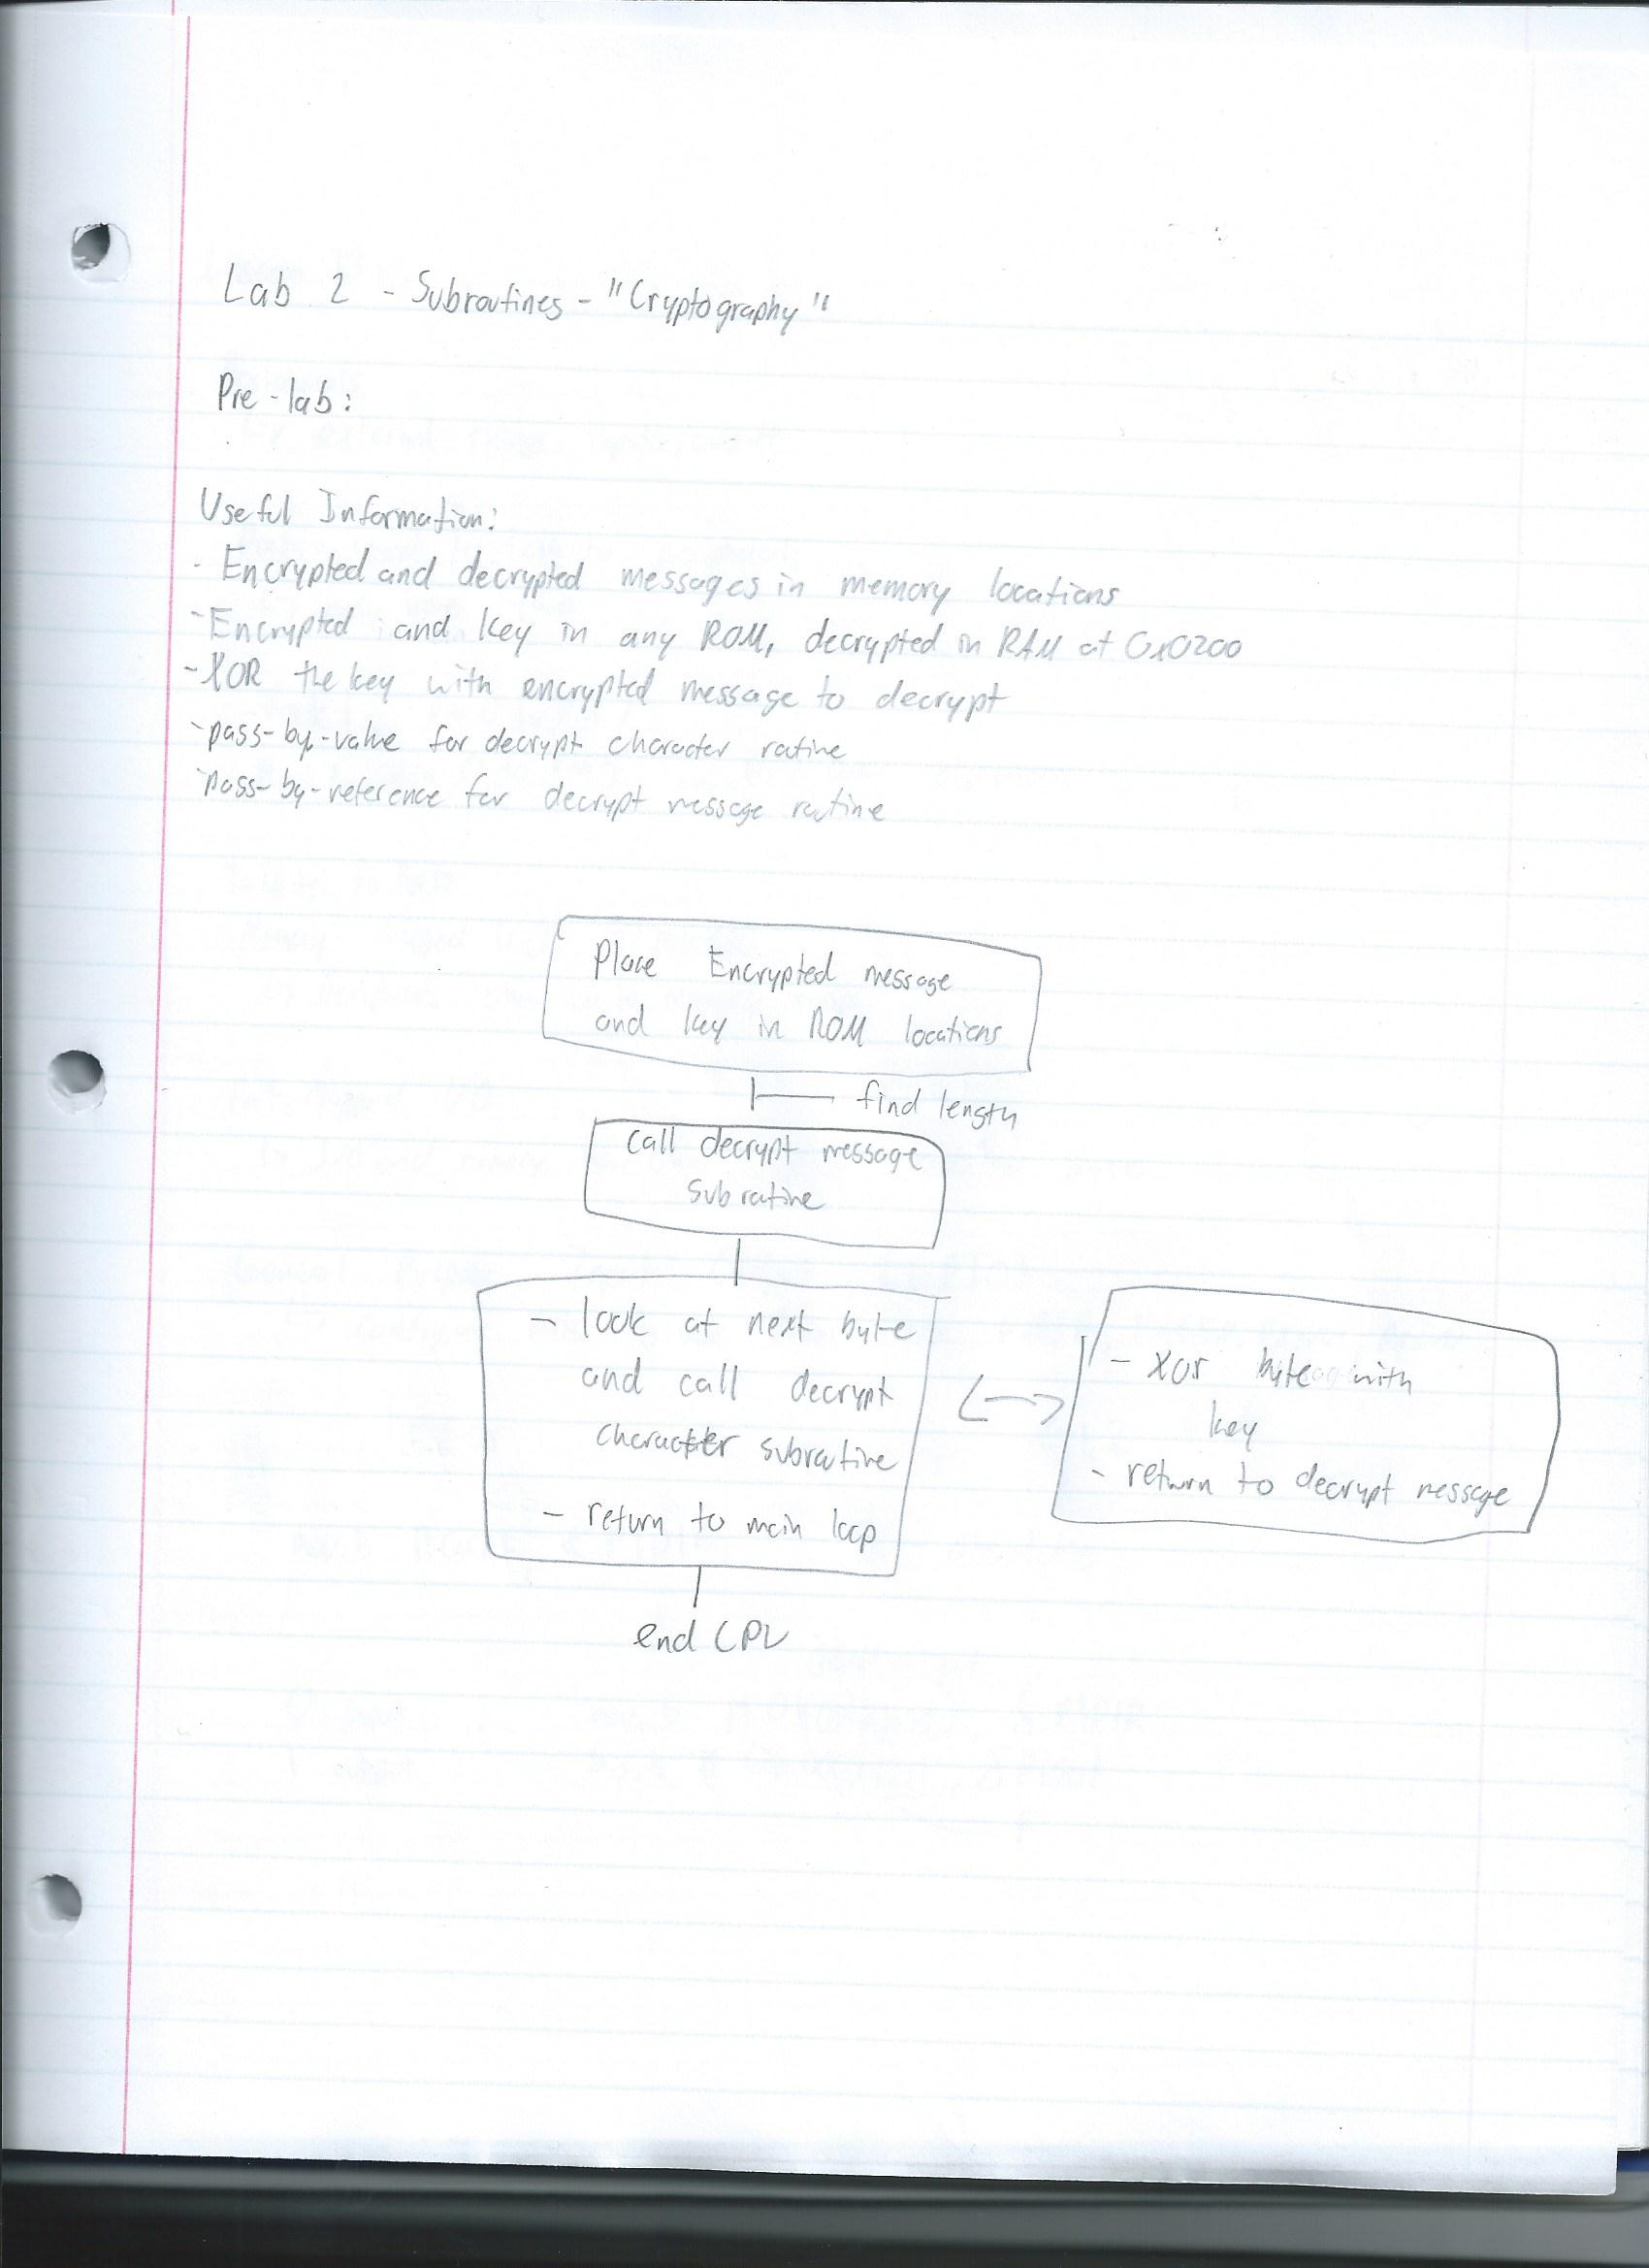 Lab 2 - Subroutines - "Cryptography"
Pre-lab:
Useful Information:
- Encrypted and decrypted messages in memory locations
- Encrypted and key in any ROM, decrypted in RAM at 0x0200
- XOR the key with encrypted message to decrypt
- pass-by-value for decrypt character routine
- pass-by-reference for decrypt message routine
Place Encrypted message
and key in ROM locations
find length
call decrypt message
subroutine
- look at next byte
and call decrypt
character subroutine
- return to main loop
- XOR byte with
key
- return to decrypt message
end CPU